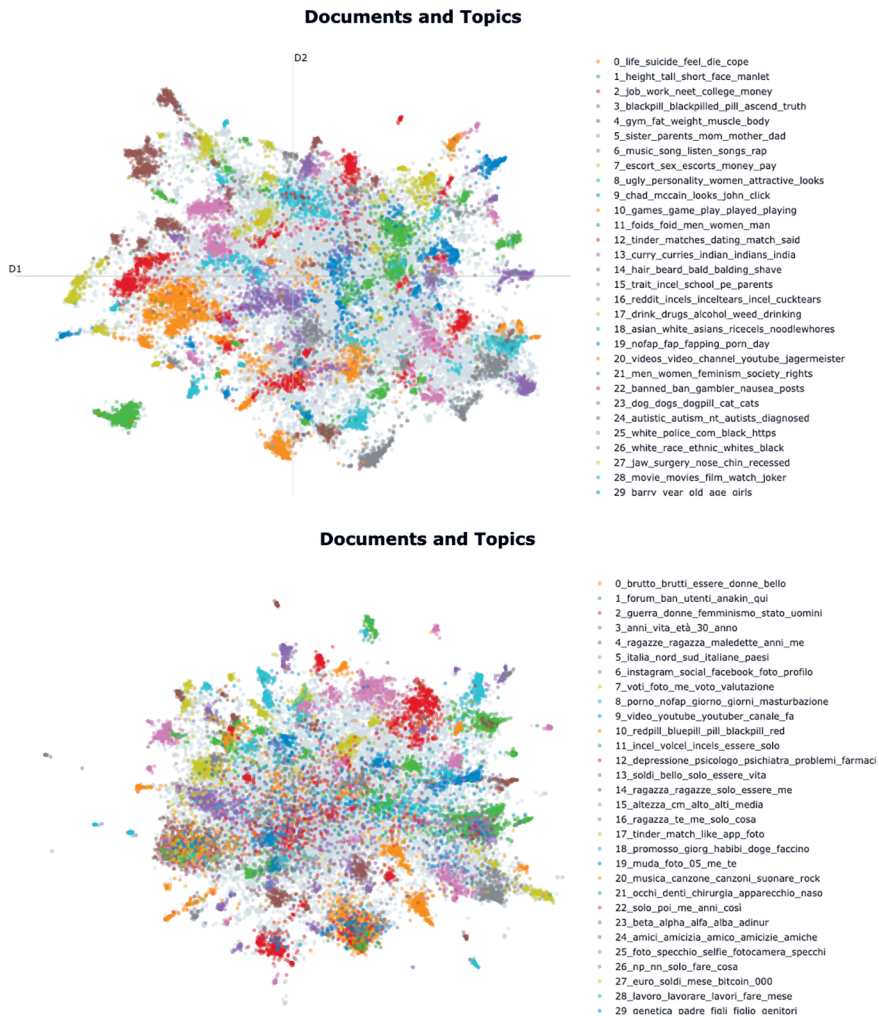 Documents and Topics
D2
D1
0_life_suicide_feel_die_cope
1_height_tall_short_face_manlet
2_job_work_neet_college_money
3_blackpill_blackpilled_pill_ascend_truth
4_gym_fat_weight_muscle_body
5_sister_parents_mom_mother_dad
6_music_song_listen_songs_rap
7_escort_sex_escorts_money_pay
8_ugly_personality_women_attractive_looks
9_chad_mccain_looks_john_click
10_games_game_play_played_playing
11_foids_foid_men_women_man
12_tinder_matches_dating_match_said
13_curry_curries_indian_indians_india
14_hair_beard_bald_balding_shave
15_trait_incel_school_pe_parents
16_reddit_incels_inceltears_incel_cucktears
17_drink_drugs_alcohol_weed_drinking
18_asian_white_asians_ricecels_noodlewhores
19_nofap_fap_fapping_porn_day
20_videos_video_channel_youtube_jagermeister
21_men_women_feminism_society_rights
22_banned_ban_gambler_nausea_posts
23_dog_dogs_dogpill_cat_cats
24_autistic_autism_nt_autists_diagnosed
25_white_police_com_black_https
26_white_race_ethnic_whites_black
27_jaw_surgery_nose_chin_recessed
28_movie_movies_film_watch_joker
29_barry_year_old_age_girls
Documents and Topics
0_brutto_brutti_essere_donne_bello
1_forum_ban_utenti_anakin_qui
2_guerra_donne_femminismo_stato_uomini
3_anni_vita_età_30_anno
4_ragazze_ragazza_maledette_anni_me
5_italia_nord_sud_italiane_paesi
6_instagram_social_facebook_foto_profilo
7_voti_foto_me_voto_valutazione
8_porno_nofap_giorno_giorni_masturbazione
9_video_youtube_youtuber_canale_fa
10_redpill_bluepill_pill_blackpill_red
11_incel_volcel_incels_essere_solo
12_depressione_psicologo_psichiatra_problemi_farmaci
13_soldi_bello_solo_essere_vita
14_ragazza_ragazze_solo_essere_me
15_altezza_cm_alto_alti_media
16_ragazza_te_me_solo_cosa
17_tinder_match_like_app_foto
18_promosso_giorg_habibi_doge_faccino
19_muda_foto_05_me_te
20_musica_canzone_canzoni_suonare_rock
21_occhi_denti_chirurgia_apparecchio_naso
22_solo_poi_me_anni_così
23_beta_alpha_alfa_alba_adinur
24_amici_amicizia_amico_amicizie_amiche
25_foto_specchio_selfie_fotocamera_specchi
26_np_nn_solo_fare_cosa
27_euro_soldi_mese_bitcoin_000
28_lavoro_lavorare_lavori_fare_mese
29_genetica_padre_figli_figlio_genitori